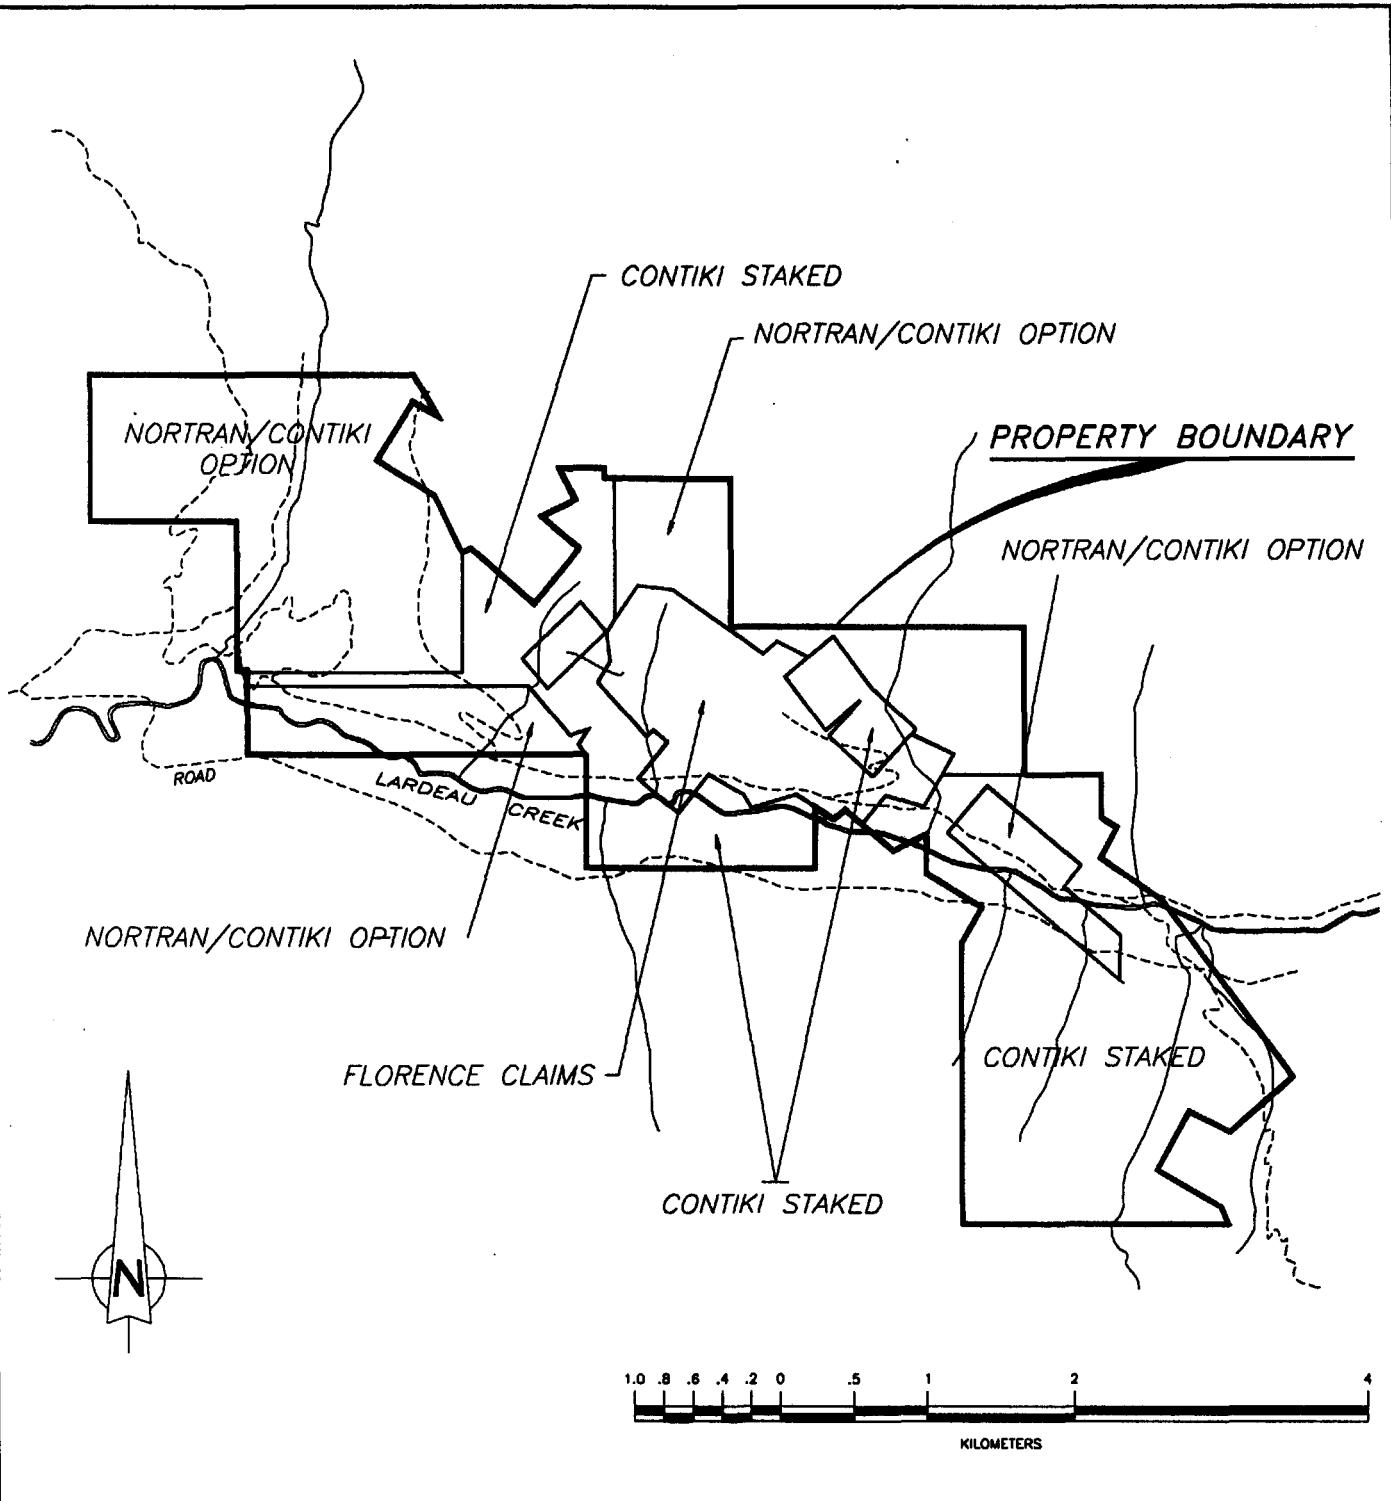 CONTIKI STAKED
NORTRAN/CONTIKI OPTION
NORTRAN/CONTIKI
OPTION
PROPERTY BOUNDARY
NORTRAN/CONTIKI OPTION
ROAD
LARDEAU CREEK
NORTRAN/CONTIKI OPTION
CONTIKI STAKED
FLORENCE CLAIMS
CONTIKI STAKED
N
1.0 .8 .6 .4 .2 0 .5 1 2 4
KILOMETERS